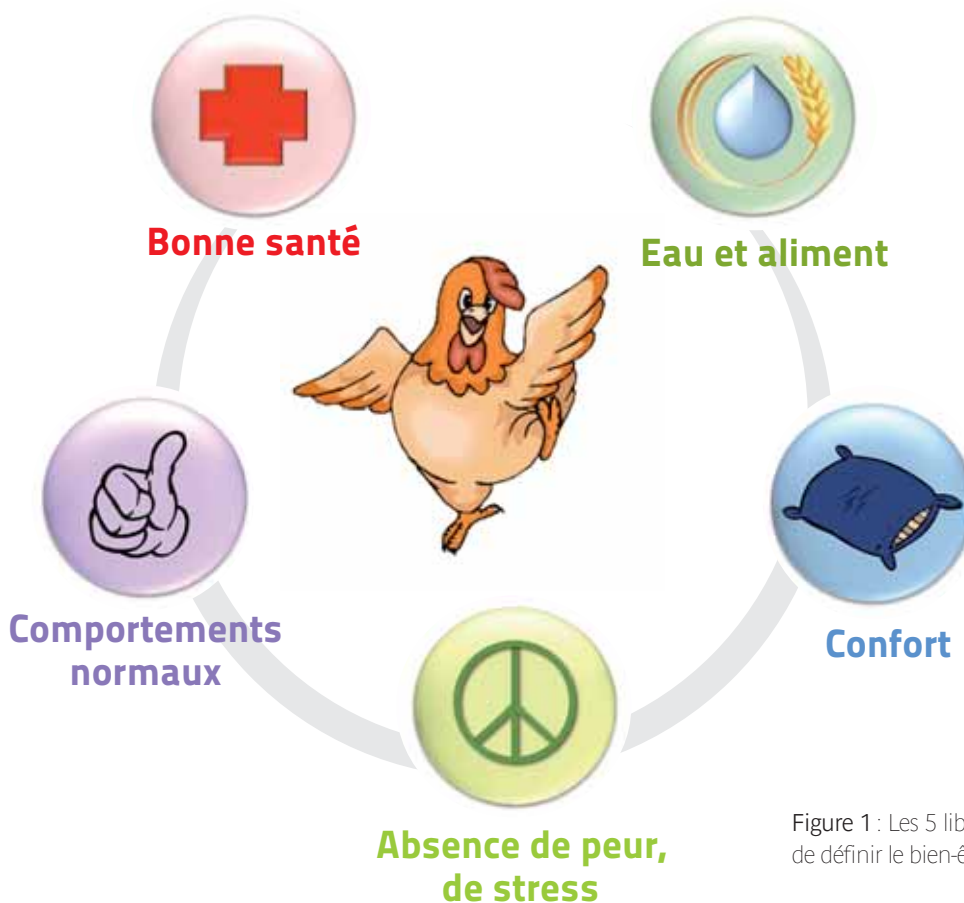 Bonne santé
Eau et aliment
Comportements
normaux
Confort
Absence de peur,
de stress
Figure 1 : Les 5
de définir le